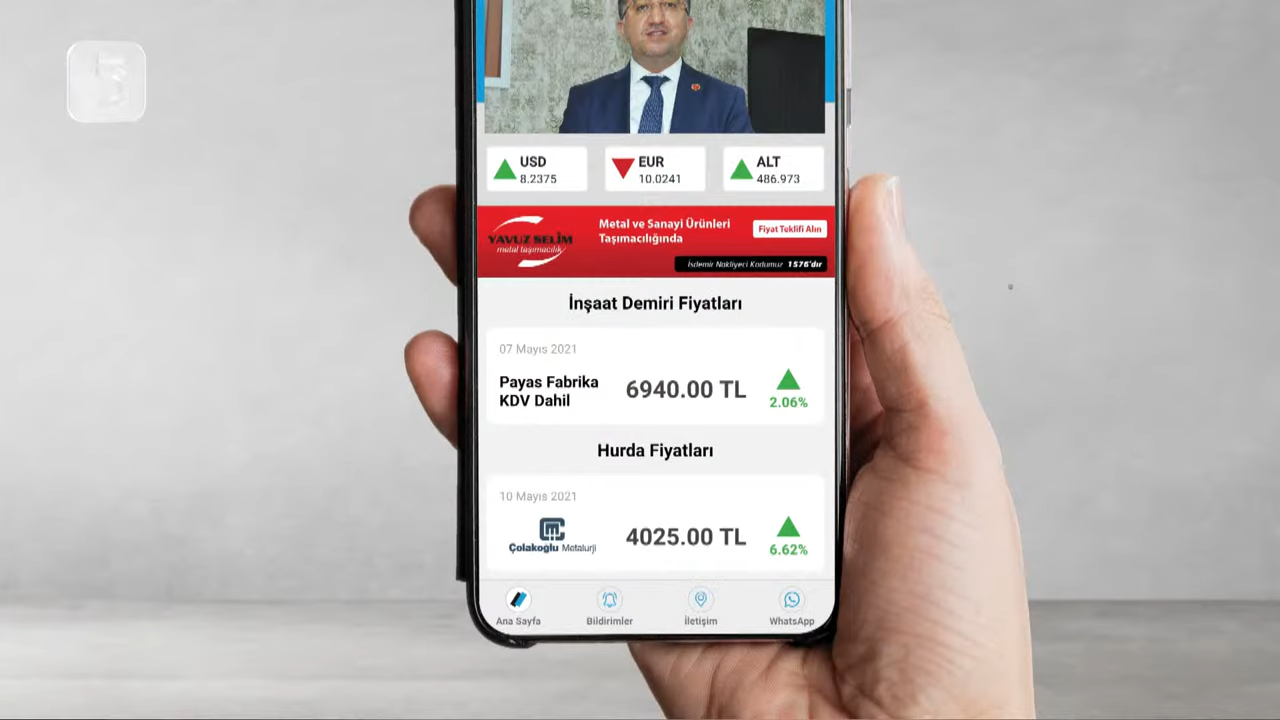 USD
8.2375
EUR
10.0241
ALT
486.973
YAVUZ SELİM
metal taşımacılık
Metal ve Sanayi Ürünleri
Taşımacılığında
Fiyat Teklifi Alın
İsdemir Nakliyeci Kodumuz 1576'dır
İnşaat Demiri Fiyatları
07 Mayıs 2021
Payas Fabrika
KDV Dahil
6940.00 TL
2.06%
Hurda Fiyatları
10 Mayıs 2021
Çolakoğlu Metalurji
4025.00 TL
6.62%
Ana Sayfa
Bildirimler
İletişim
WhatsApp